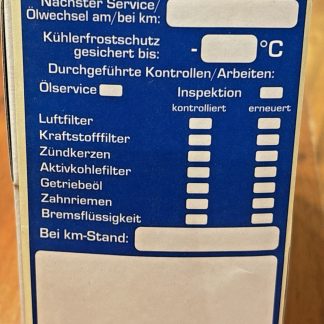 Nächster Service/
Ölwechsel am/bei km:
Kühlerfrostschutz
gesichert bis: - °C
Durchgeführte Kontrollen/Arbeiten:
Ölservice Inspektion
kontrolliert erneuert
Luftfilter
Kraftstofffilter
Zündkerzen
Aktivkohlefilter
Getriebeöl
Zahnriemen
Bremsflüssigkeit
Bei km-Stand: